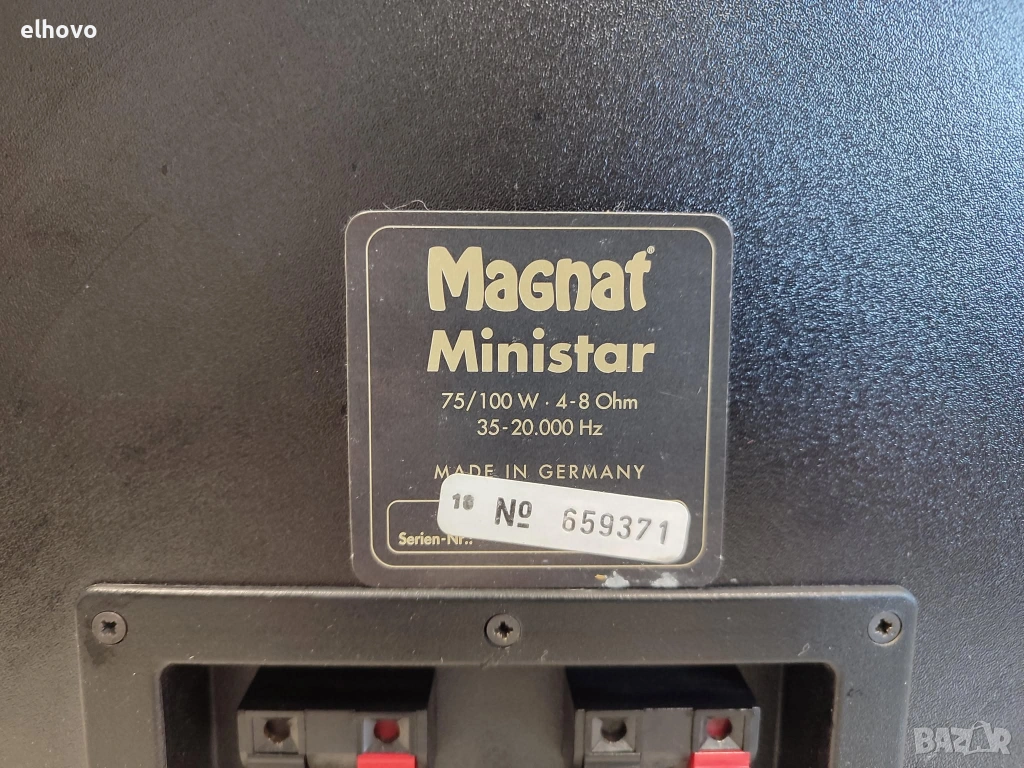 elhovo
Magnat®
Ministar
75/100 W · 4-8 Ohm
35-20.000 Hz
MADE IN GERMANY
18 Nº 659371
Serien-Nr.:
BAZAR